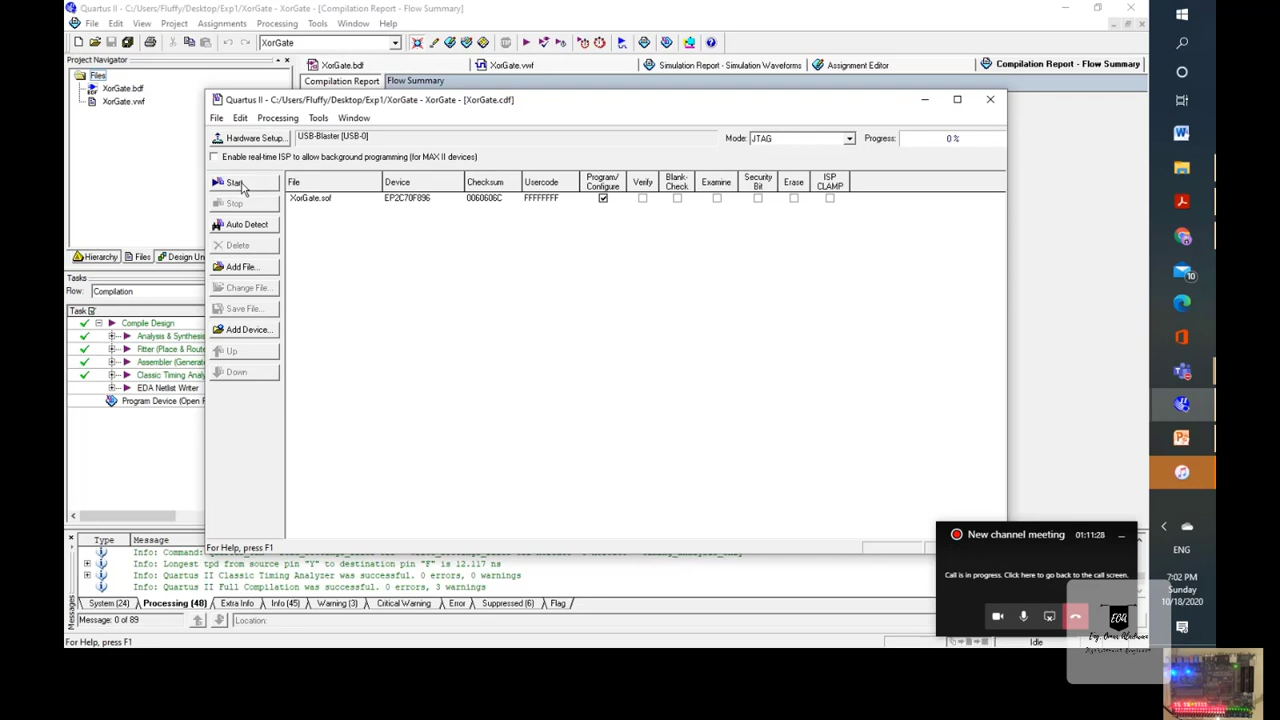 Quartus II - C:/Users/Fluffy/Desktop/Exp1/XorGate - XorGate - [Compilation Report - Flow Summary]
File Edit View Project Assignments Processing Tools Window Help
XorGate
Project Navigator
XorGate.bdf
XorGate.vwf
Simulation Report - Simulation Waveforms
Assignment Editor
Compilation Report - Flow Summary
Files
XorGate.bdf
XorGate.vwf
Compilation Report
Flow Summary
Quartus II - C:/Users/Fluffy/Desktop/Exp1/XorGate - XorGate - [XorGate.cdf]
File Edit Processing Tools Window
Hardware Setup...
USB-Blaster [USB-0]
Mode: JTAG
Progress: 0 %
Enable real-time ISP to allow background programming (for MAX II devices)
Start
Stop
Auto Detect
Delete
Add File...
Change File...
Save File...
Add Device...
Up
Down
File Device Checksum Usercode Program/ Configure Verify Blank- Check Examine Security Bit Erase ISP CLAMP
XorGate.sof EP2C70F896 0060606C FFFFFFFF
For Help, press F1
Hierarchy Files Design Un
Tasks
Flow: Compilation
Task
Compile Design
Analysis & Synthesis
Fitter (Place & Route
Assembler (Generate
Classic Timing Analy
EDA Netlist Writer
Program Device (Open P
Type Message
Info: Longest tpd from source pin "Y" to destination pin "F" is 12.117 ns
Info: Quartus II Classic Timing Analyzer was successful. 0 errors, 0 warnings
Info: Quartus II Full Compilation was successful. 0 errors, 3 warnings
System (24) Processing (48) Extra Info Info (45) Warning (3) Critical Warning Error Suppressed (6) Flag
Messages
Message: 0 of 89
Location:
For Help, press F1
Idle
New channel meeting 01:11:28
Call is in progress. Click here to go back to the call screen.
10
ENG
7:02 PM
Sunday
10/18/2020
EOA